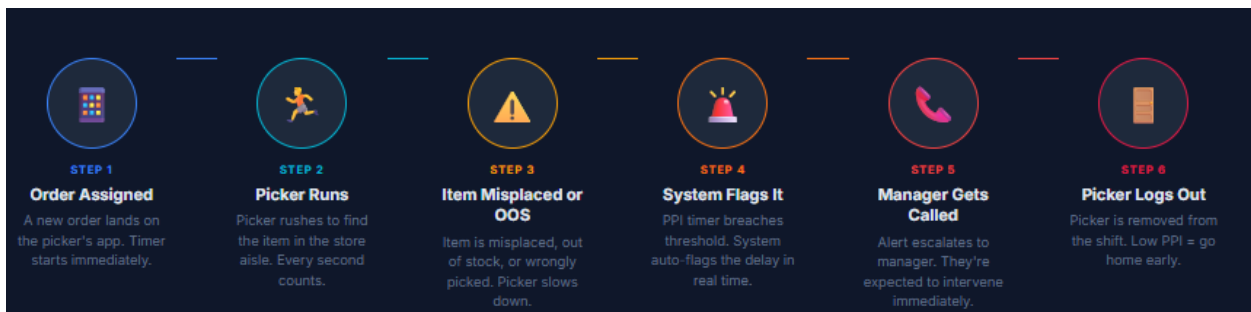 STEP 1
Order Assigned
A new order lands on
the picker's app. Timer
starts immediately.
STEP 2
Picker Runs
Picker rushes to find
the item in the store
aisle. Every second
counts.
STEP 3
Item Misplaced or
OOS
Item is misplaced, out
of stock, or wrongly
picked. Picker slows
down.
STEP 4
System Flags It
PPI timer breaches
threshold. System
auto-flags the delay in
real time.
STEP 5
Manager Gets
Called
Alert escalates to
manager. They're
expected to intervene
immediately.
STEP 6
Picker Logs Out
Picker is removed from
the shift. Low PPI = go
home early.